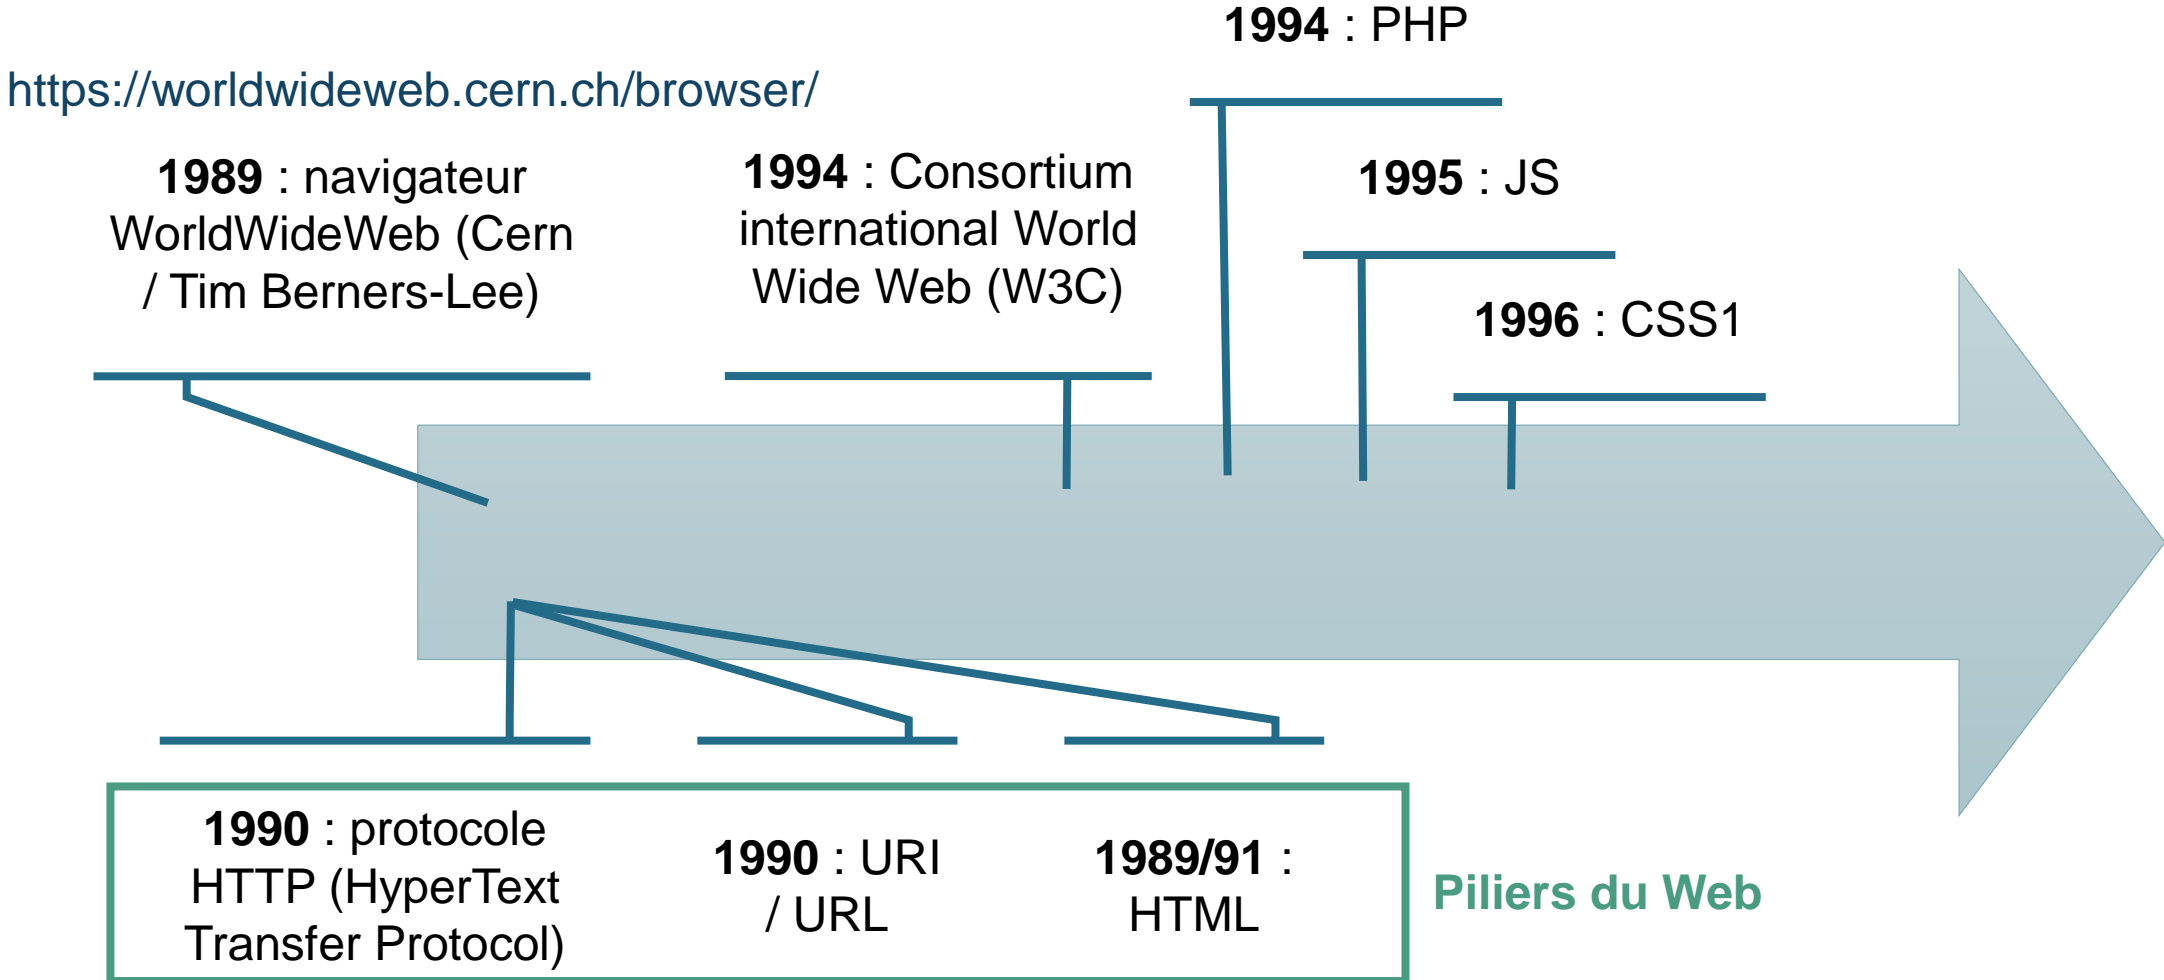 1994 : PHP
https://worldwideweb.cern.ch/browser/
1989 : navigateur
WorldWideWeb (Cern
/ Tim Berners-Lee)
1994 : Consortium
international World
Wide Web (W3C)
1995 : JS
1996 : CSS1
1990 : protocole
HTTP (HyperText
Transfer Protocol)
1990 : URI
/ URL
1989/91 :
HTML
Piliers du Web